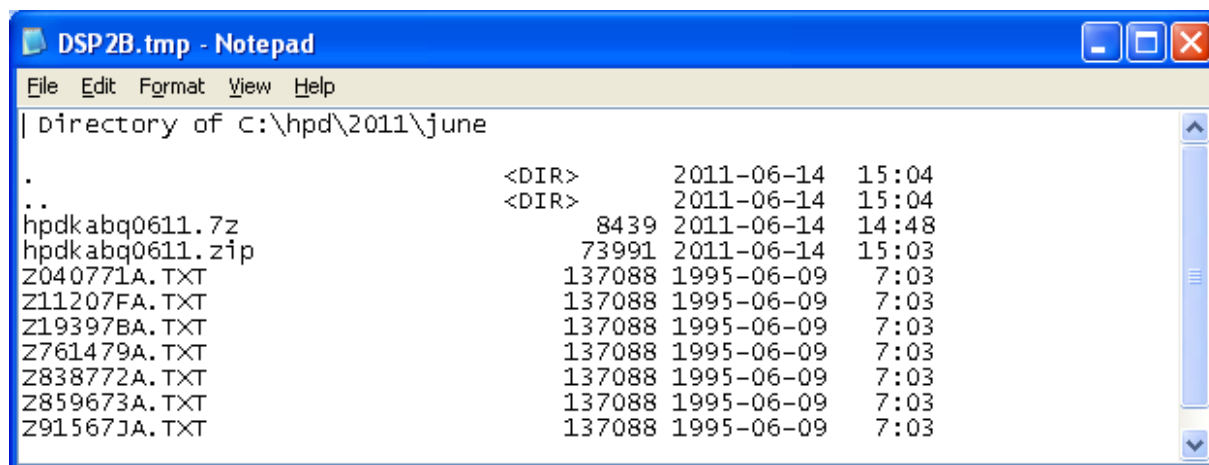 DSP2B.tmp - Notepad
File Edit Format View Help
Directory of C:\hpd\2011\june
. <DIR> 2011-06-14 15:04
.. <DIR> 2011-06-14 15:04
hpdkabq0611.7z 8439 2011-06-14 14:48
hpdkabq0611.zip 73991 2011-06-14 15:03
Z040771A.TXT 137088 1995-06-09 7:03
Z11207FA.TXT 137088 1995-06-09 7:03
Z19397BA.TXT 137088 1995-06-09 7:03
Z761479A.TXT 137088 1995-06-09 7:03
Z838772A.TXT 137088 1995-06-09 7:03
Z859673A.TXT 137088 1995-06-09 7:03
Z91567JA.TXT 137088 1995-06-09 7:03